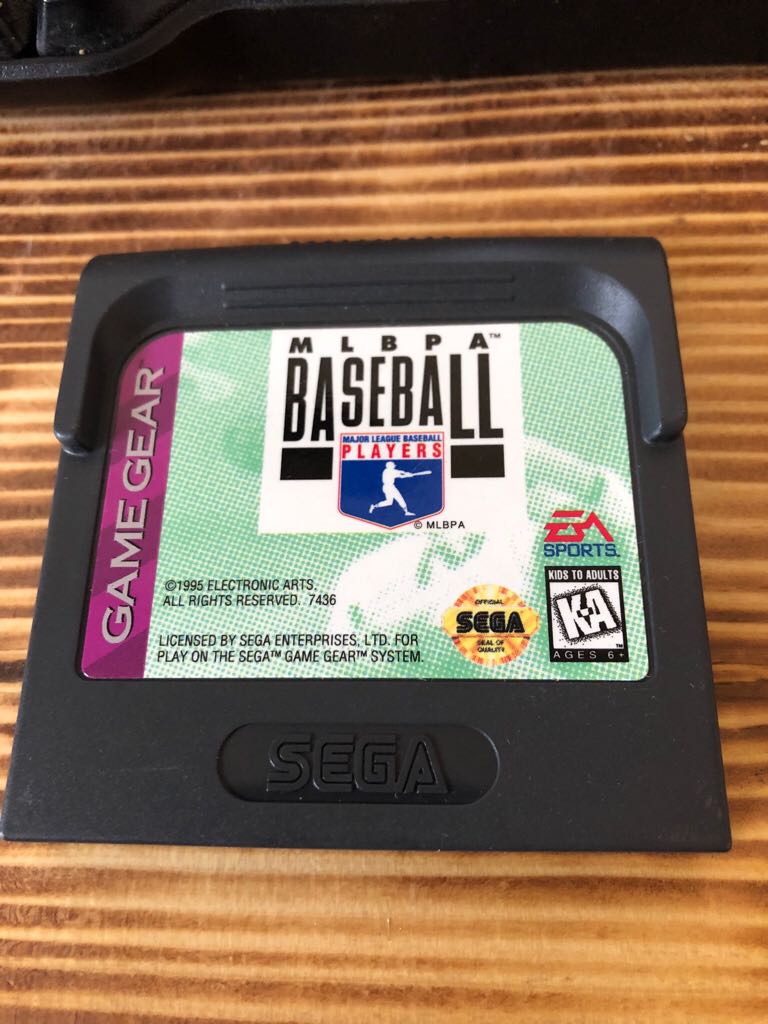 MLBPA™
BASEBALL
MAJOR LEAGUE BASEBALL
PLAYERS
© MLBPA
GAME GEAR™
EA
SPORTS™
©1995 ELECTRONIC ARTS.
ALL RIGHTS RESERVED. 7436
LICENSED BY SEGA ENTERPRISES, LTD. FOR
PLAY ON THE SEGA™ GAME GEAR™ SYSTEM.
OFFICIAL
SEGA
SEAL OF
QUALITY
KIDS TO ADULTS
K-A
AGES 6+
SEGA